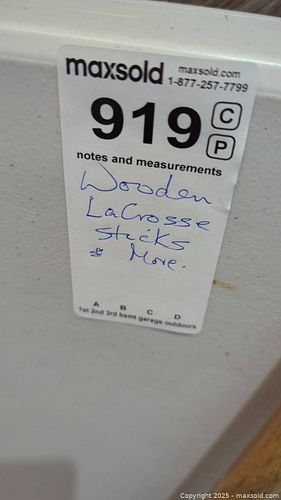 maxsold maxsold.com
1-877-257-7799
919 C
P
notes and measurements
Wooden
LaCrosse
Sticks
& More.
A B C D
1st 2nd 3rd bsmt garage outdoors
Copyright © 2025 - maxsold.com